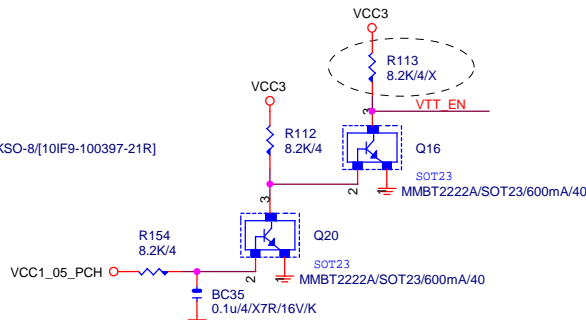 VCC3
R113
8.2K/4/X
VCC3
VTT_EN
3
R112
8.2K/4
Q16
KSO-8/[10IF9-100397-21R]
SOT23
2
1
MMBT2222A/SOT23/600mA/40
3
R154
8.2K/4
Q20
SOT23
VCC1_05_PCH
2
1
MMBT2222A/SOT23/600mA/40
BC35
0.1u/4/X7R/16V/K